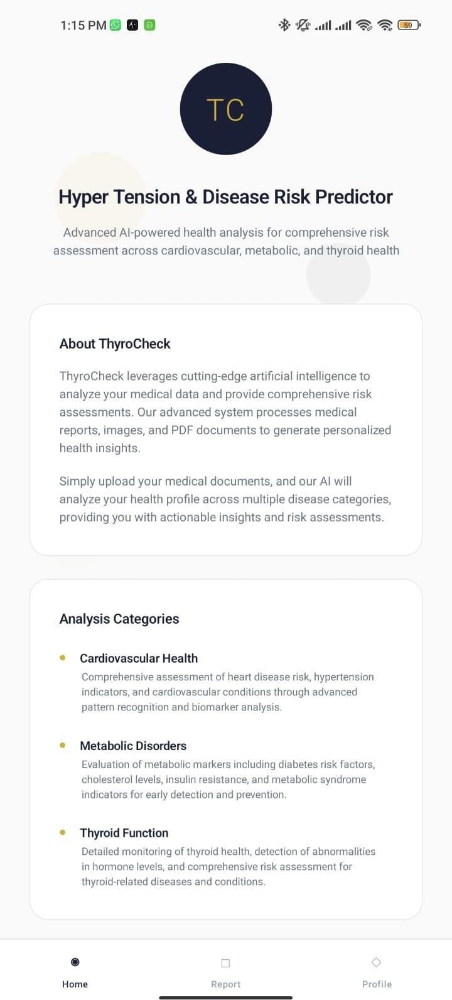 1:15 PM
59
TC
Hyper Tension & Disease Risk Predictor
Advanced AI-powered health analysis for comprehensive risk
assessment across cardiovascular, metabolic, and thyroid health
About ThyroCheck
ThyroCheck leverages cutting-edge artificial intelligence to
analyze your medical data and provide comprehensive risk
assessments. Our advanced system processes medical
reports, images, and PDF documents to generate personalized
health insights.
Simply upload your medical documents, and our AI will
analyze your health profile across multiple disease categories,
providing you with actionable insights and risk assessments.
Analysis Categories
Cardiovascular Health
Comprehensive assessment of heart disease risk, hypertension
indicators, and cardiovascular conditions through advanced
pattern recognition and biomarker analysis.
Metabolic Disorders
Evaluation of metabolic markers including diabetes risk factors,
cholesterol levels, insulin resistance, and metabolic syndrome
indicators for early detection and prevention.
Thyroid Function
Detailed monitoring of thyroid health, detection of abnormalities
in hormone levels, and comprehensive risk assessment for
thyroid-related diseases and conditions.
Home
Report
Profile